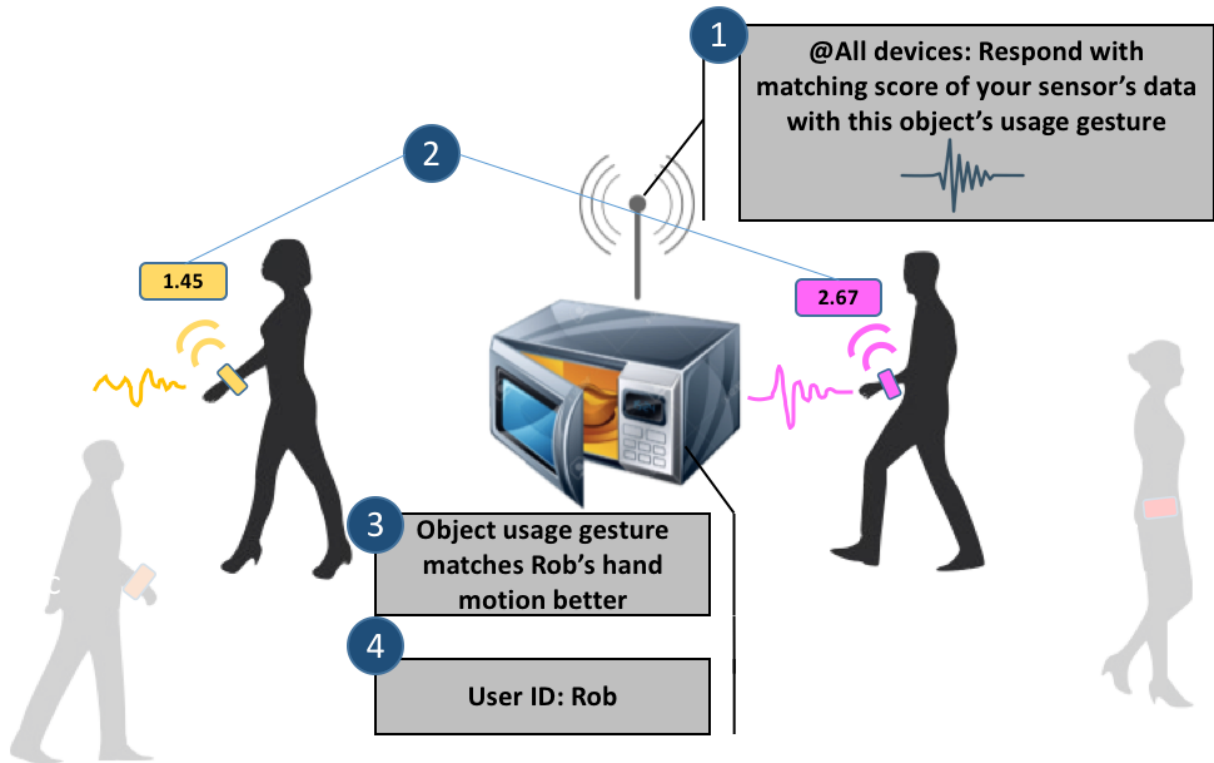 1
@All devices: Respond with
matching score of your sensor’s data
with this object’s usage gesture
2
1.45
2.67
3
Object usage gesture
matches Rob’s hand
motion better
4
User ID: Rob